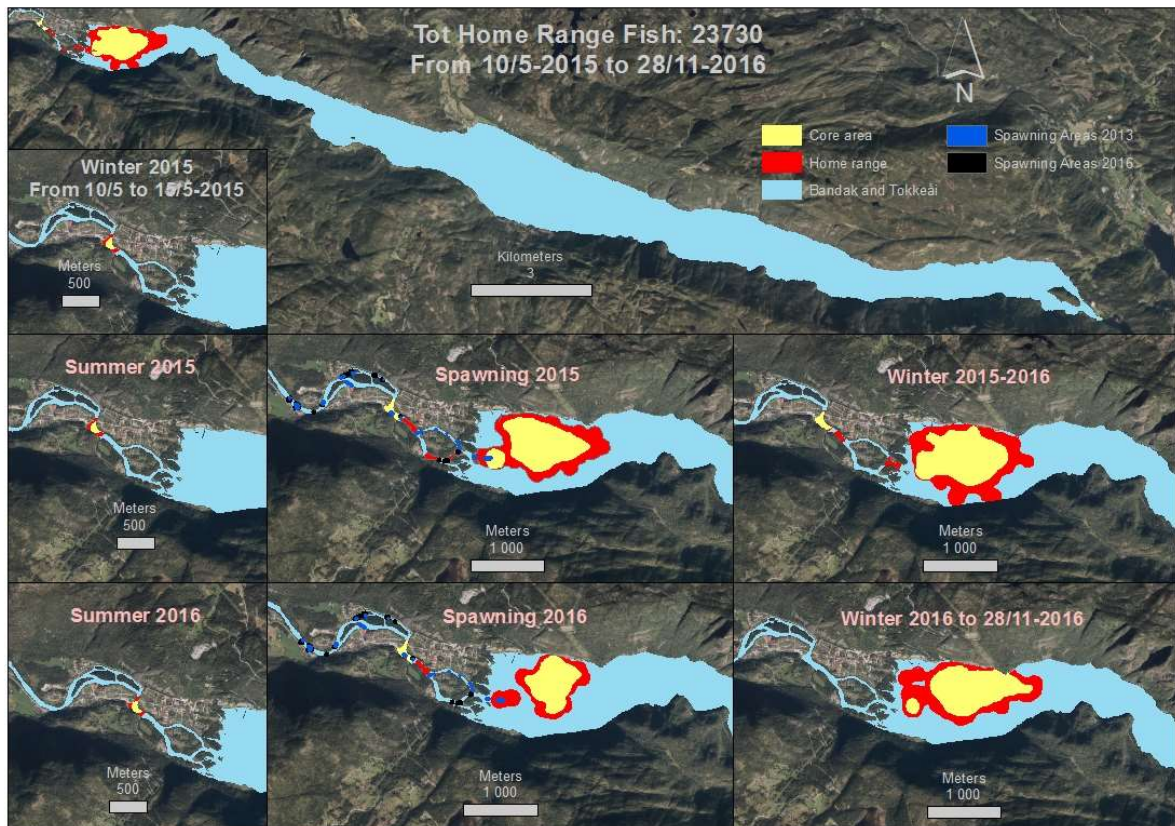 Tot Home Range Fish: 23730
From 10/5-2015 to 28/11-2016
N
Core area
Home range
Bandak and Tokkeåi
Spawning Areas 2013
Spawning Areas 2016
Kilometers
3
Winter 2015
From 10/5 to 15/5-2015
Meters
500
Summer 2015
Meters
500
Spawning 2015
Meters
1 000
Winter 2015-2016
Meters
1 000
Summer 2016
Meters
500
Spawning 2016
Meters
1 000
Winter 2016 to 28/11-2016
Meters
1 000